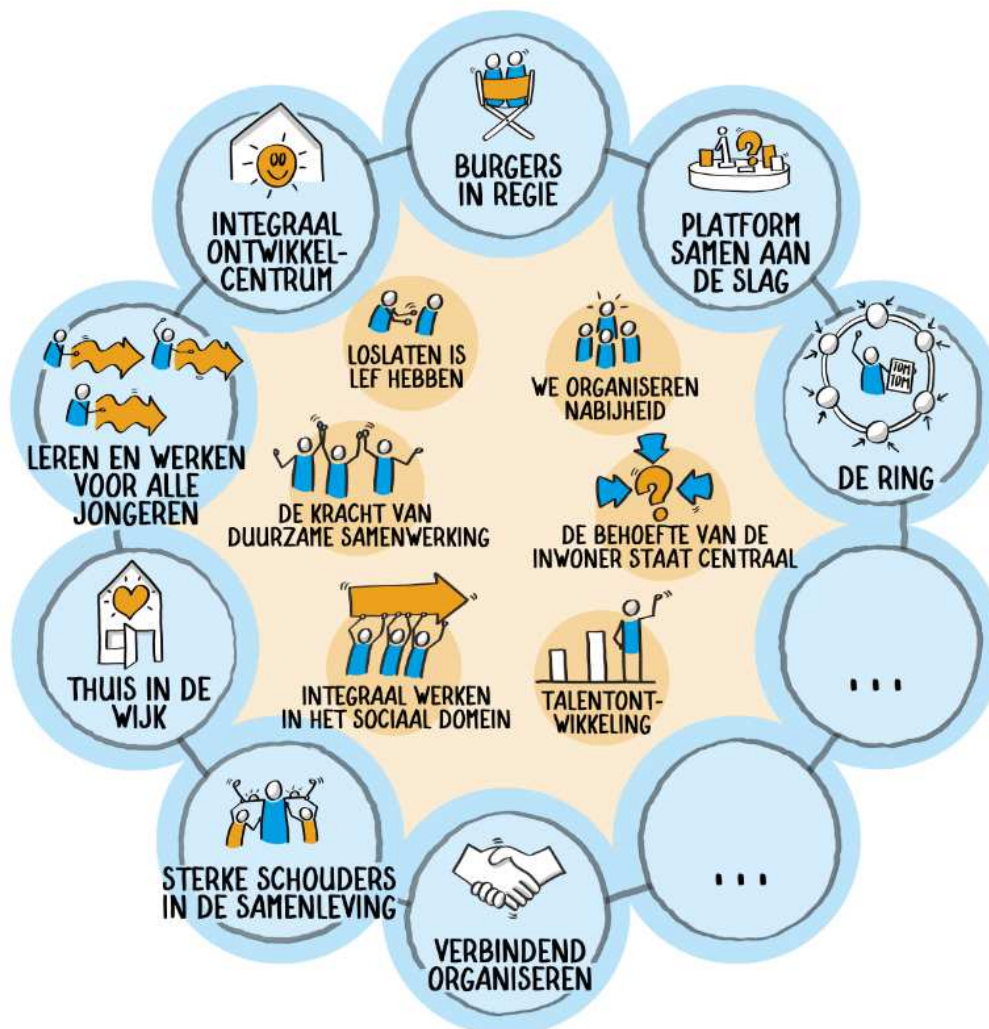 BURGERS
IN REGIE
PLATFORM
SAMEN AAN
DE SLAG
TOM
TOM
DE RING
...
...
VERBINDEND
ORGANISEREN
STERKE SCHOUDERS
IN DE SAMENLEVING
THUIS IN DE
WIJK
LEREN EN WERKEN
VOOR ALLE
JONGEREN
INTEGRAAL
ONTWIKKEL-
CENTRUM
LOSLATEN IS
LEF HEBBEN
WE ORGANISEREN
NABIJHEID
DE KRACHT VAN
DUURZAME SAMENWERKING
?
DE BEHOEFTE VAN DE
INWONER STAAT CENTRAAL
INTEGRAAL WERKEN
IN HET SOCIAAL DOMEIN
TALENTONT-
WIKKELING